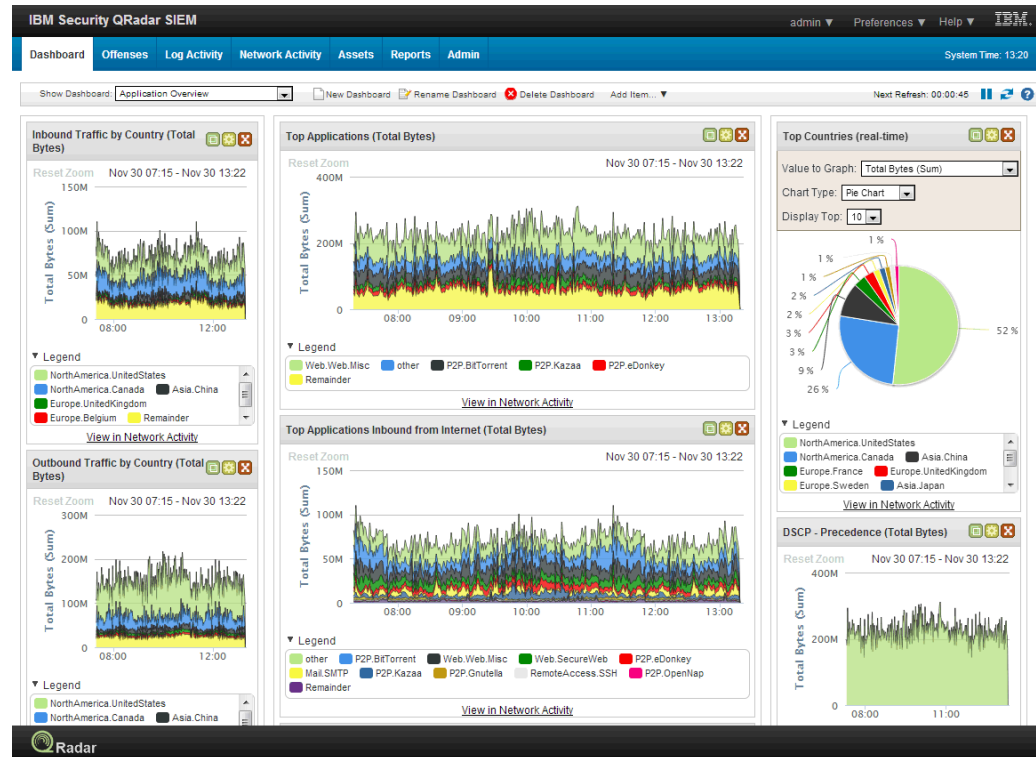 IBM Security QRadar SIEM
admin ▼ Preferences ▼ Help ▼ IBM.
Dashboard Offenses Log Activity Network Activity Assets Reports Admin System Time: 13:20
Show Dashboard: Application Overview New Dashboard Rename Dashboard Delete Dashboard Add Item... ▼ Next Refresh: 00:00:45
Inbound Traffic by Country (Total
Bytes)
Reset Zoom Nov 30 07:15 - Nov 30 13:22
Total Bytes (Sum)
150M
100M
50M
0
08:00 12:00
▼ Legend
NorthAmerica.UnitedStates
NorthAmerica.Canada Asia.China
Europe.UnitedKingdom
Europe.Belgium Remainder
View in Network Activity
Outbound Traffic by Country (Total
Bytes)
Reset Zoom Nov 30 07:15 - Nov 30 13:22
Total Bytes (Sum)
300M
200M
100M
0
08:00 12:00
▼ Legend
NorthAmerica.UnitedStates
NorthAmerica.Canada Asia.China
Top Applications (Total Bytes)
Reset Zoom Nov 30 07:15 - Nov 30 13:22
Total Bytes (Sum)
400M
200M
0
08:00 09:00 10:00 11:00 12:00 13:00
▼ Legend
Web.Web.Misc other P2P.BitTorrent P2P.Kazaa P2P.eDonkey
Remainder
View in Network Activity
Top Applications Inbound from Internet (Total Bytes)
Reset Zoom Nov 30 07:15 - Nov 30 13:22
Total Bytes (Sum)
150M
100M
50M
0
08:00 09:00 10:00 11:00 12:00 13:00
▼ Legend
other P2P.BitTorrent Web.Web.Misc Web.SecureWeb P2P.eDonkey
Mail.SMTP P2P.Kazaa P2P.Gnutella RemoteAccess.SSH P2P.OpenNap
Remainder
View in Network Activity
Top Countries (real-time)
Value to Graph: Total Bytes (Sum)
Chart Type: Pie Chart
Display Top: 10
1 %
1 %
1 %
2 %
2 %
3 %
3 %
9 %
26 %
52 %
▼ Legend
NorthAmerica.UnitedStates
NorthAmerica.Canada Asia.China
Europe.France Europe.UnitedKingdom
Europe.Sweden Asia.Japan
View in Network Activity
DSCP - Precedence (Total Bytes)
Reset Zoom Nov 30 07:15 - Nov 30 13:22
Total Bytes (Sum)
400M
200M
0
08:00 11:00
QRadar